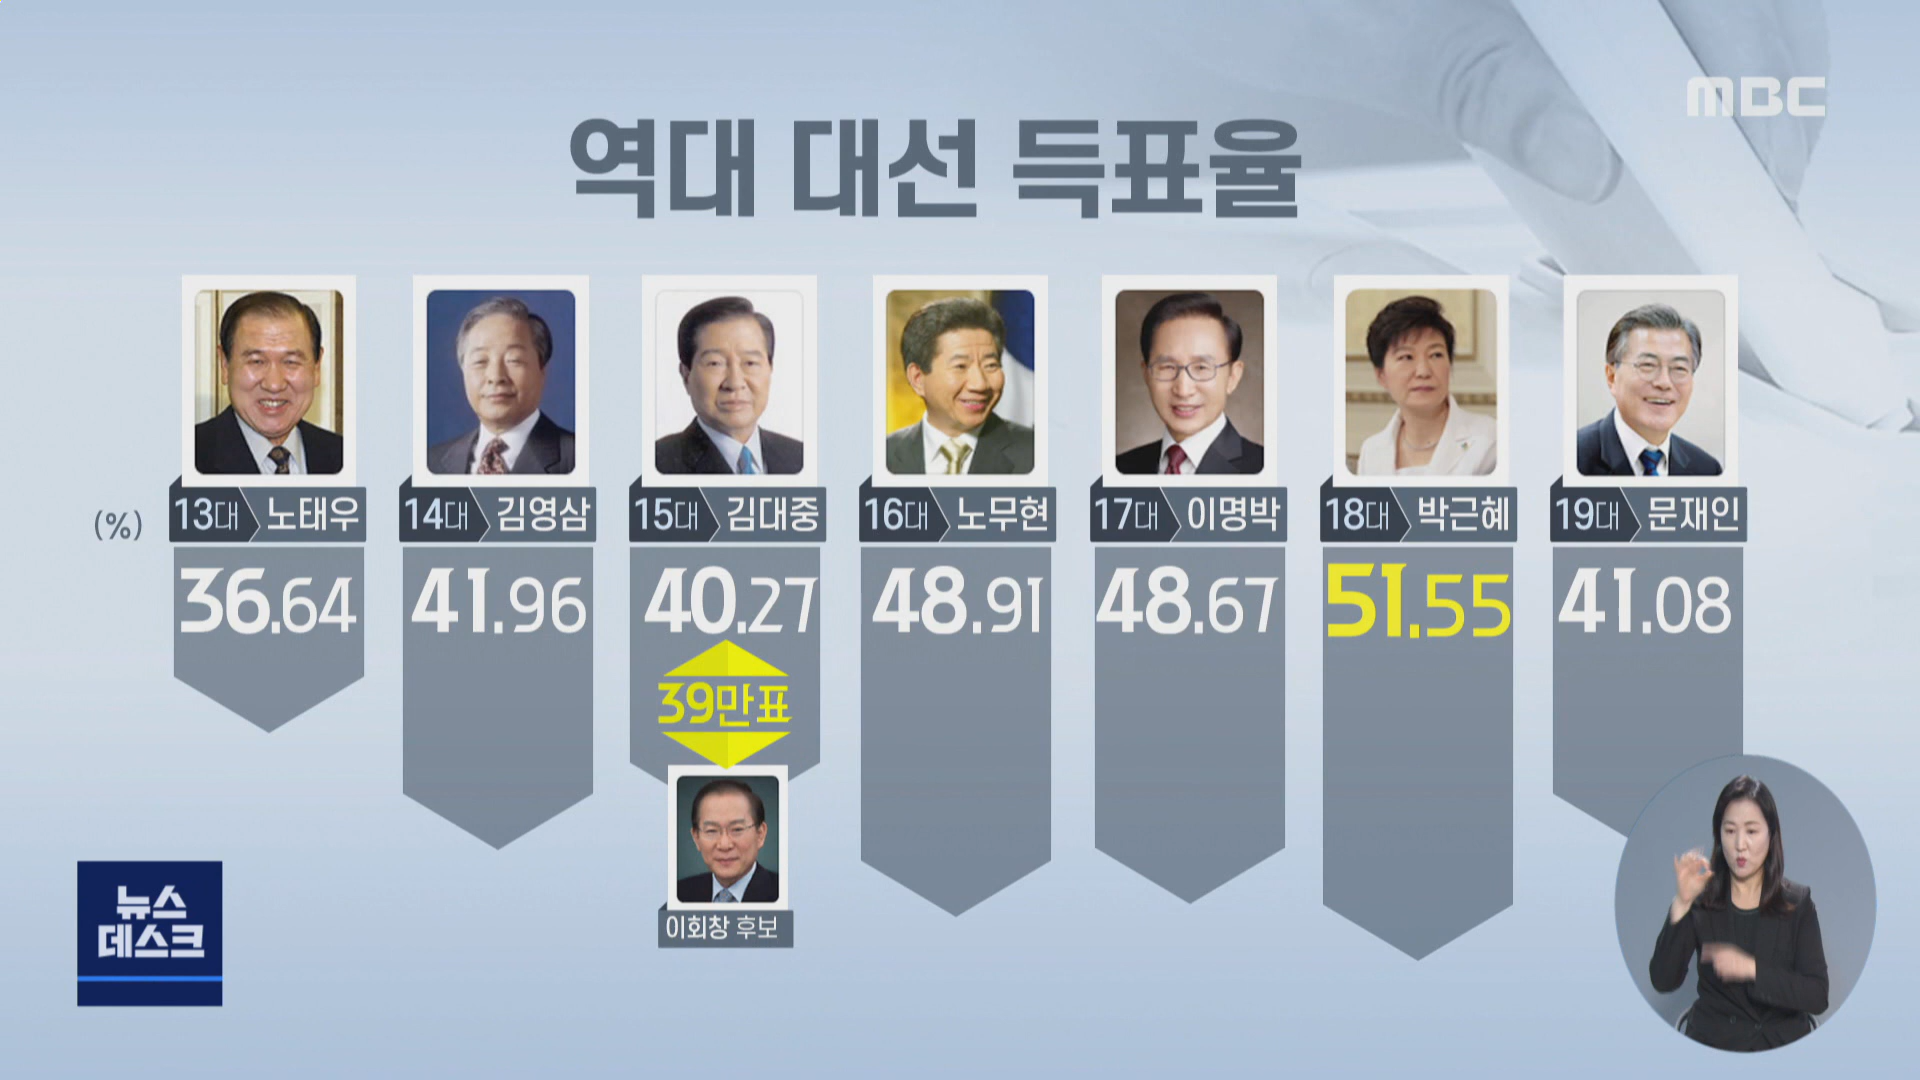 MBC
역대 대선 득표율
(%)
13대 노태우
14대 김영삼
15대 김대중
16대 노무현
17대 이명박
18대 박근혜
19대 문재인
36.64
41.96
40.27
48.91
48.67
51.55
41.08
39만표
이회창 후보
뉴스
데스크